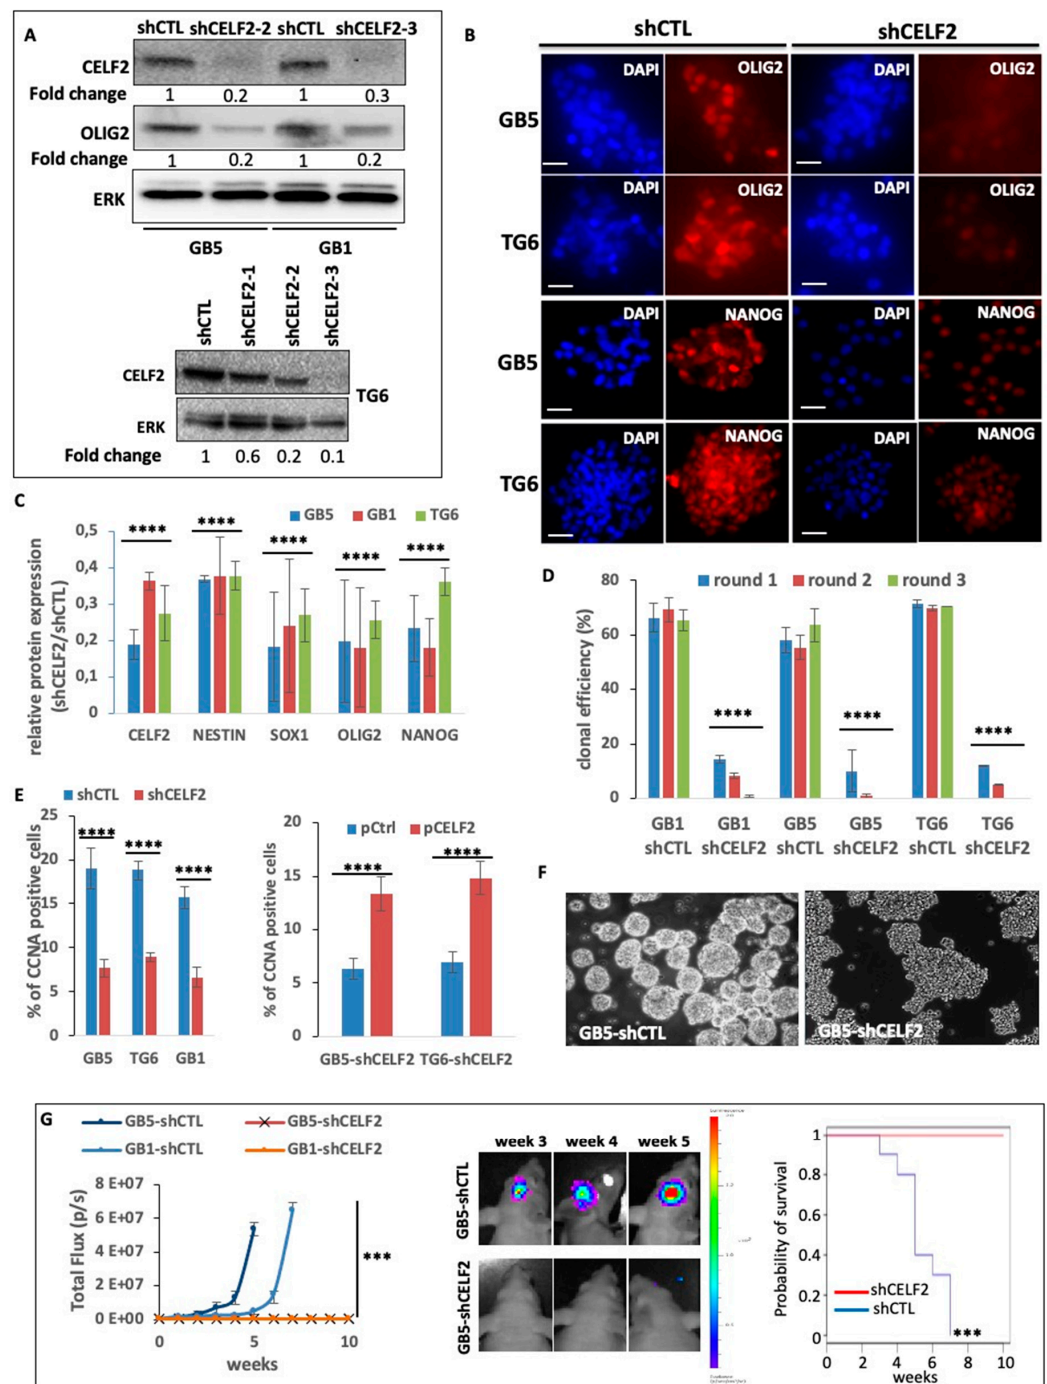 A
shCTL shCELF2-2 shCTL shCELF2-3
CELF2
Fold change 1 0.2 1 0.3
OLIG2
Fold change 1 0.2 1 0.2
ERK
GB5 GB1
shCTL shCELF2-1 shCELF2-2 shCELF2-3
CELF2
TG6
ERK
Fold change 1 0.6 0.2 0.1
B
shCTL shCELF2
DAPI OLIG2 DAPI OLIG2
GB5
DAPI OLIG2 DAPI OLIG2
TG6
DAPI NANOG DAPI NANOG
GB5
DAPI NANOG DAPI NANOG
TG6
C
GB5 GB1 TG6
relative protein expression
(shCELF2/shCTL)
0,5
0,4
0,3
0,2
0,1
0
**** **** **** **** ****
CELF2 NESTIN SOX1 OLIG2 NANOG
D
round 1 round 2 round 3
clonal efficiency (%)
80
60
40
20
0
**** **** ****
GB1 GB1 GB5 GB5 TG6 TG6
shCTL shCELF2 shCTL shCELF2 shCTL shCELF2
E
shCTL shCELF2
% of CCNA positive cells
25
20
15
10
5
0
**** **** ****
GB5 TG6 GB1
pCtrl pCELF2
% of CCNA positive cells
20
15
10
5
0
**** ****
GB5-shCELF2 TG6-shCELF2
F
GB5-shCTL GB5-shCELF2
G
GB5-shCTL GB5-shCELF2
GB1-shCTL GB1-shCELF2
Total Flux (p/s)
8 E+07
6 E+07
4 E+07
2 E+07
0 E+00
***
0 5 10
weeks
week 3 week 4 week 5
GB5-shCTL
GB5-shCELF2
Probability of survival
1
0.8
0.6
0.4
0.2
0
shCELF2
shCTL
***
0 2 4 6 8 10
weeks